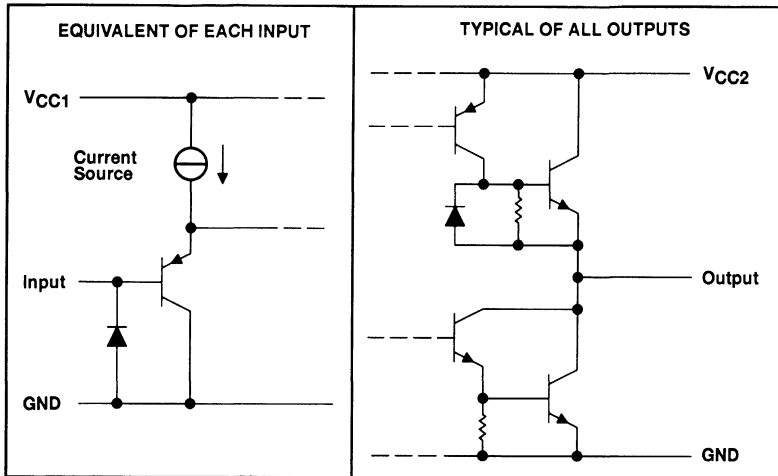 EQUIVALENT OF EACH INPUT
VCC1
Current
Source
Input
GND
TYPICAL OF ALL OUTPUTS
VCC2
Output
GND